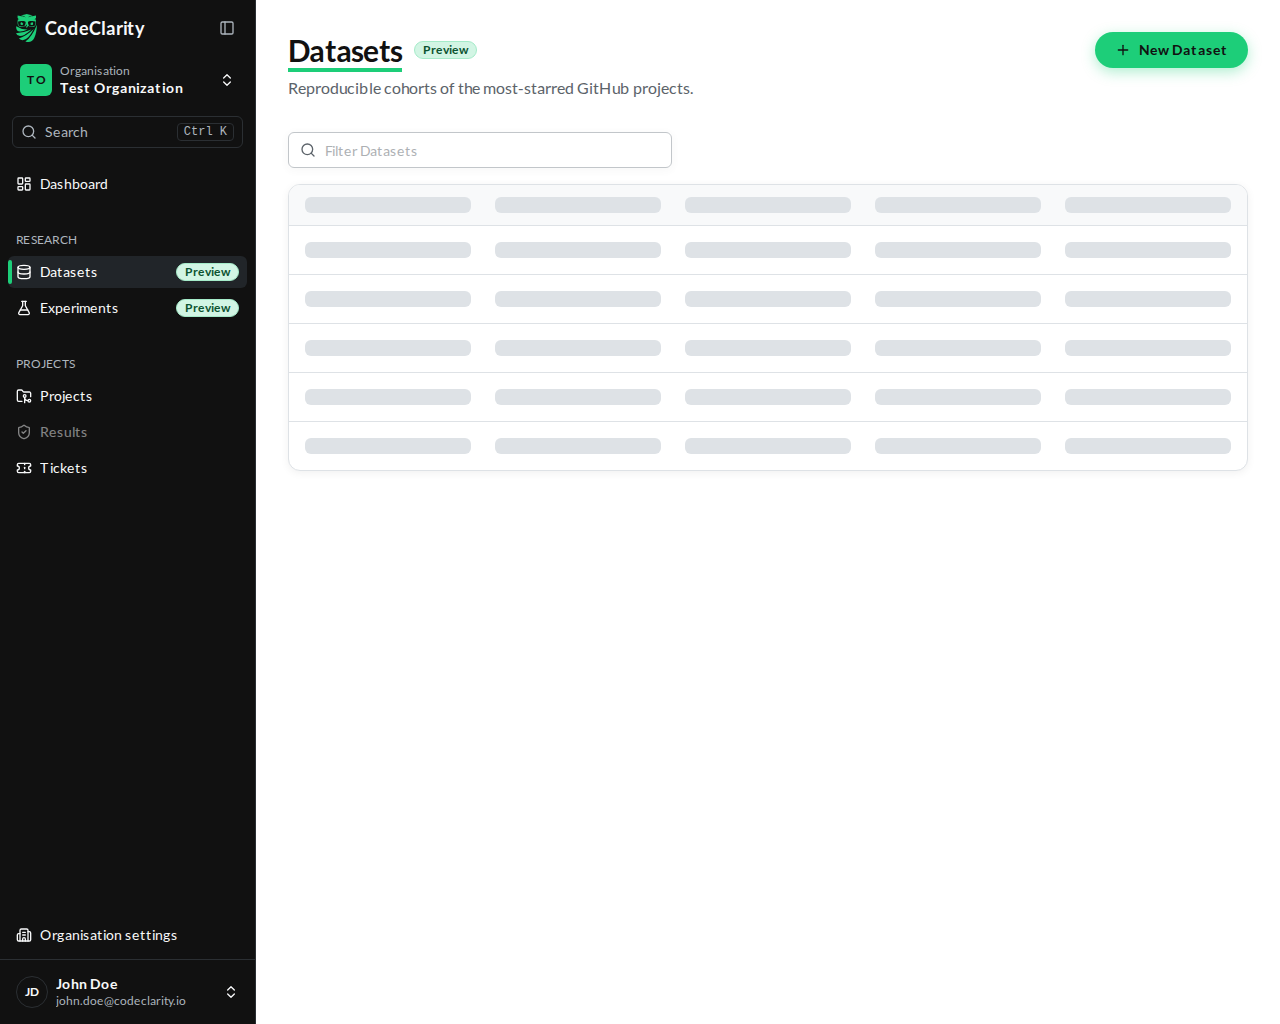 CodeClarity
TO
Organisation
Test Organization
Search
Ctrl K
Dashboard
RESEARCH
Datasets
Preview
Experiments
Preview
PROJECTS
Projects
Results
Tickets
Organisation settings
JD
John Doe
john.doe@codeclarity.io
Datasets
Preview
Reproducible cohorts of the most-starred GitHub projects.
New Dataset
Filter Datasets